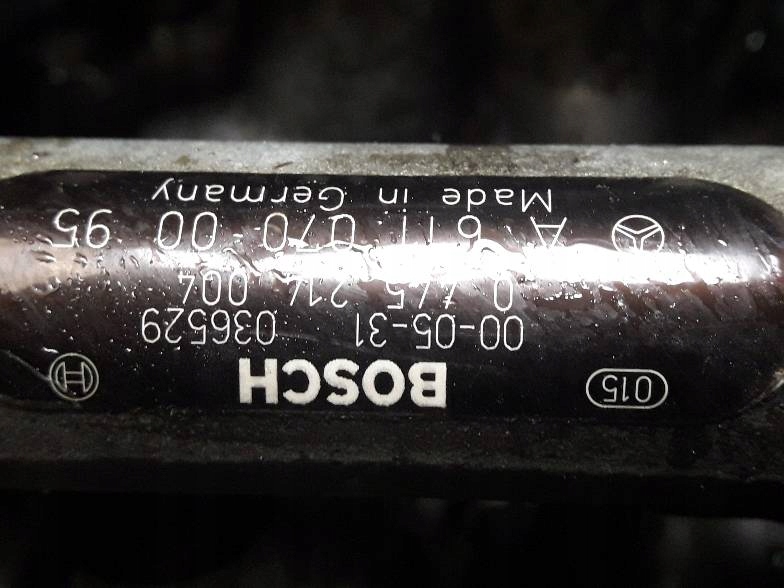 015 BOSCH
00-05-31 036529
0 445 214 004
A 611 070 00 95
Made in Germany